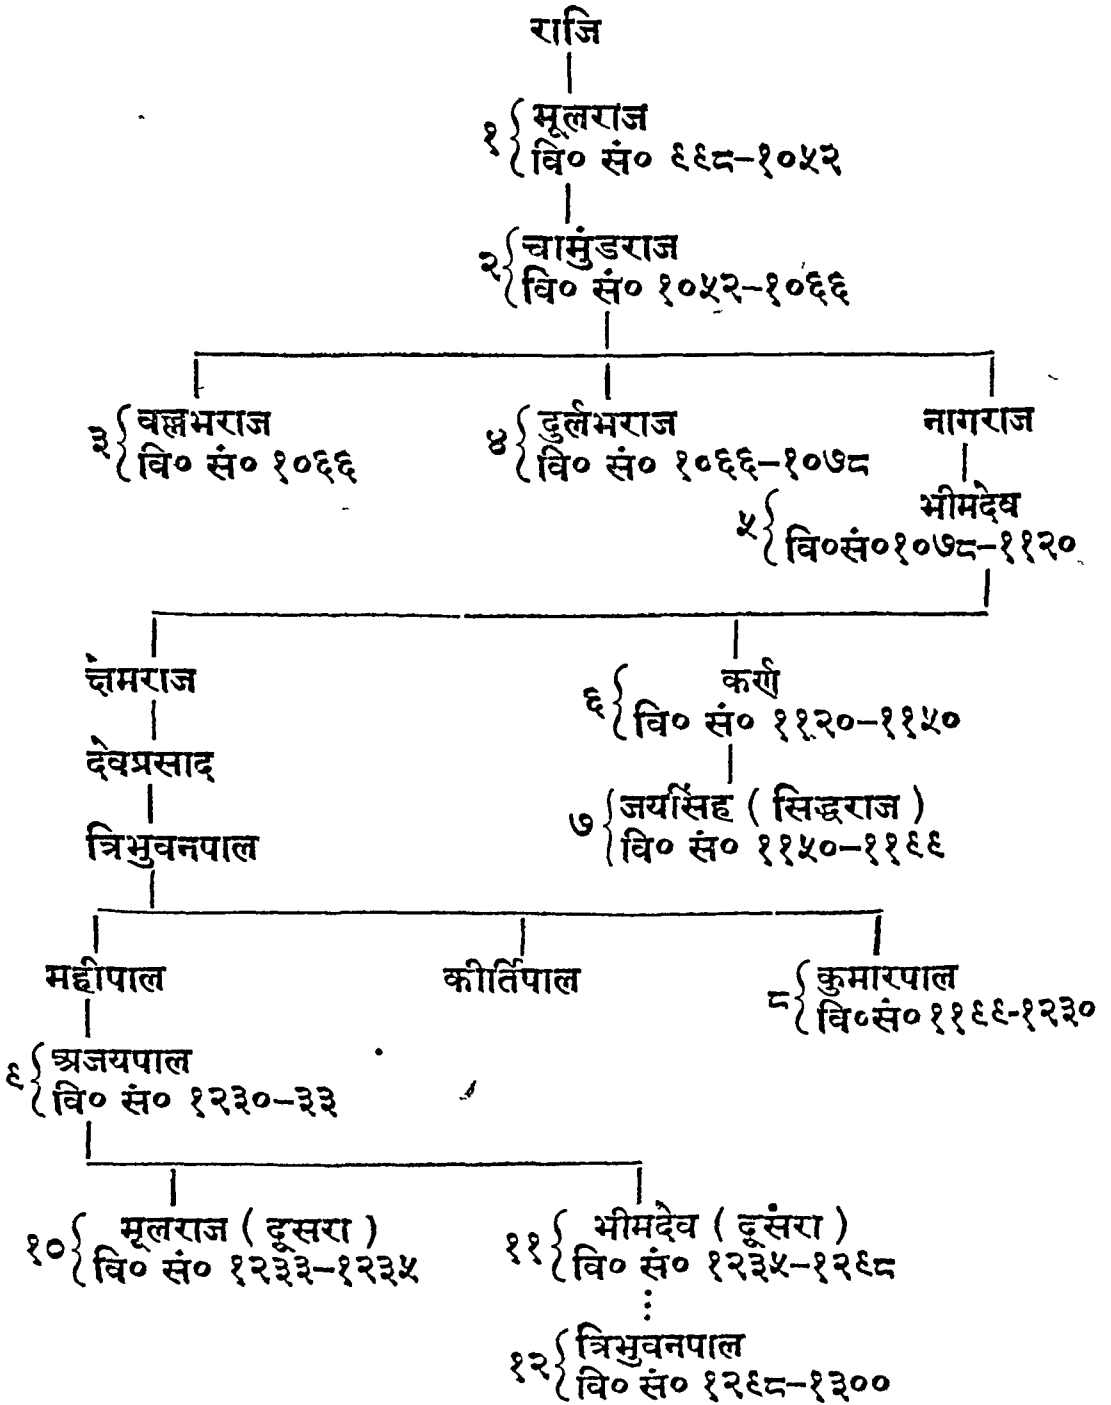 राजि
१ { मूलराज
वि० सं० ९९८–१०५२
२ { चामुंडराज
वि० सं० १०५२–१०६६
३ { वल्लभराज
वि० सं० १०६६
४ { दुर्लभराज
वि० सं० १०६६–१०७८
नागराज
५ { भीमदेव
वि०सं०१०७८–११२०
क्षेमराज
देवप्रसाद
त्रिभुवनपाल
६ { कर्ण
वि० सं० ११२०–११५०
७ { जयसिंह ( सिद्धराज )
वि० सं० ११५०–११९९
महीपाल
कीर्तिपाल
८ { कुमारपाल
वि०सं०११९९-१२३०
९ { अजयपाल
वि० सं० १२३०–३३
१० { मूलराज ( दूसरा )
वि० सं० १२३३–१२३५
११ { भीमदेव ( दूसरा )
वि० सं० १२३५–१२९८
१२ { त्रिभुवनपाल
वि० सं० १२९८–१३००